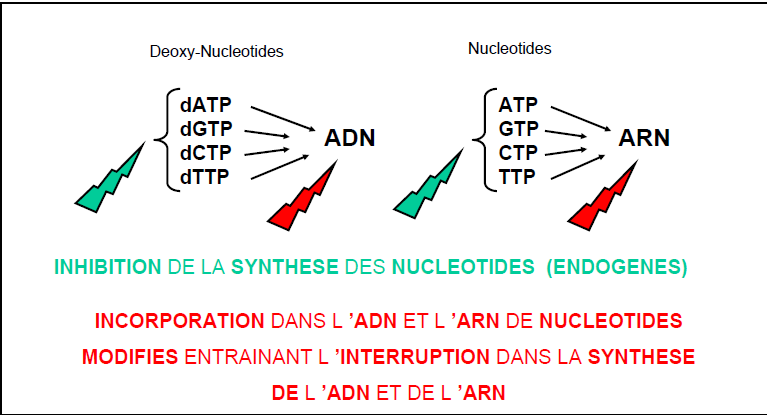 Deoxy-Nucleotides
Nucleotides
dATP
dGTP
dCTP
dTTP
ADN
ATP
GTP
CTP
TTP
ARN
INHIBITION DE LA SYNTHESE DES NUCLEOTIDES (ENDOGENES)
INCORPORATION DANS L ’ADN ET L ’ARN DE NUCLEOTIDES
MODIFIES ENTRAINANT L ’INTERRUPTION DANS LA SYNTHESE
DE L ’ADN ET DE L ’ARN